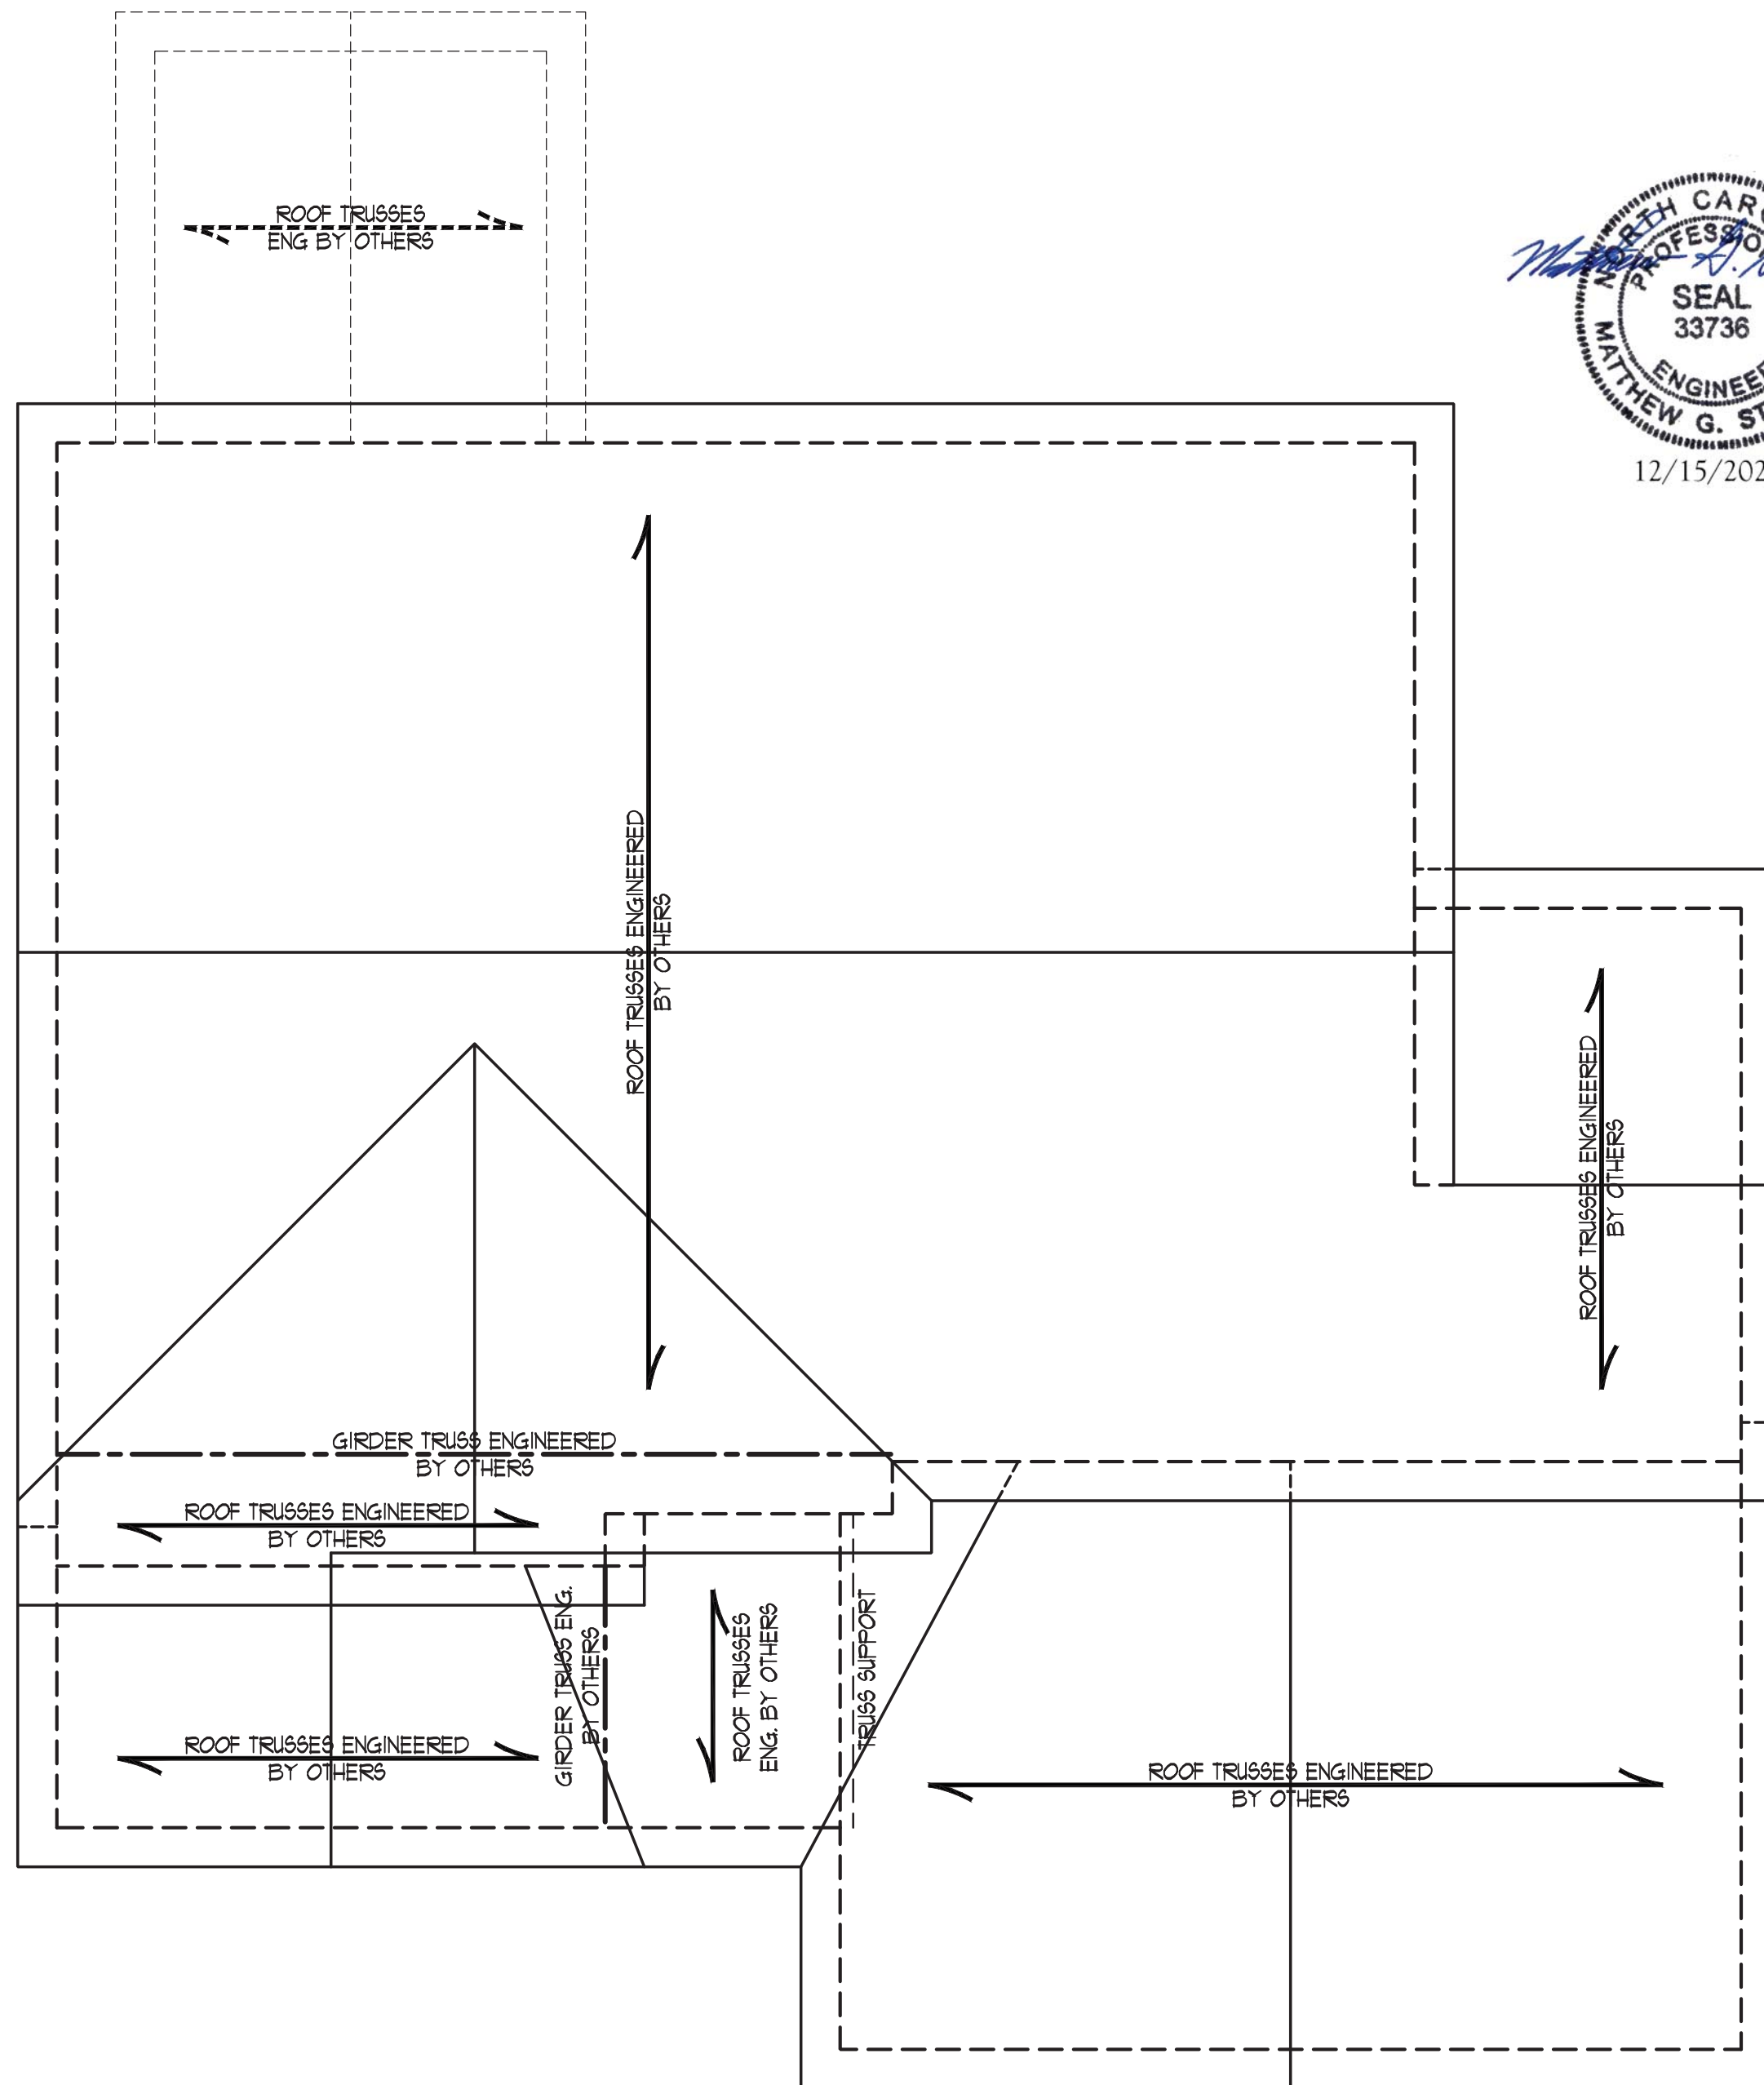 ROOF TRUSSES
ENG BY OTHERS
NORTH
PROFESSIO
SEAL
33736
MATTHEW G.
12/15/202
ROOF TRUSSES ENGINEERED
BY OTHERS
ROOF TRUSSES ENGINEERED
BY OTHERS
GIRDER TRUSS ENGINEERED
BY OTHERS
ROOF TRUSSES ENGINEERED
BY OTHERS
GIRDER TRUSS ENG.
BY OTHERS
ROOF TRUSSES
ENG. BY OTHERS
TRUSS SUPPORT
ROOF TRUSSES ENGINEERED
BY OTHERS
ROOF TRUSSES ENGINEERED
BY OTHERS